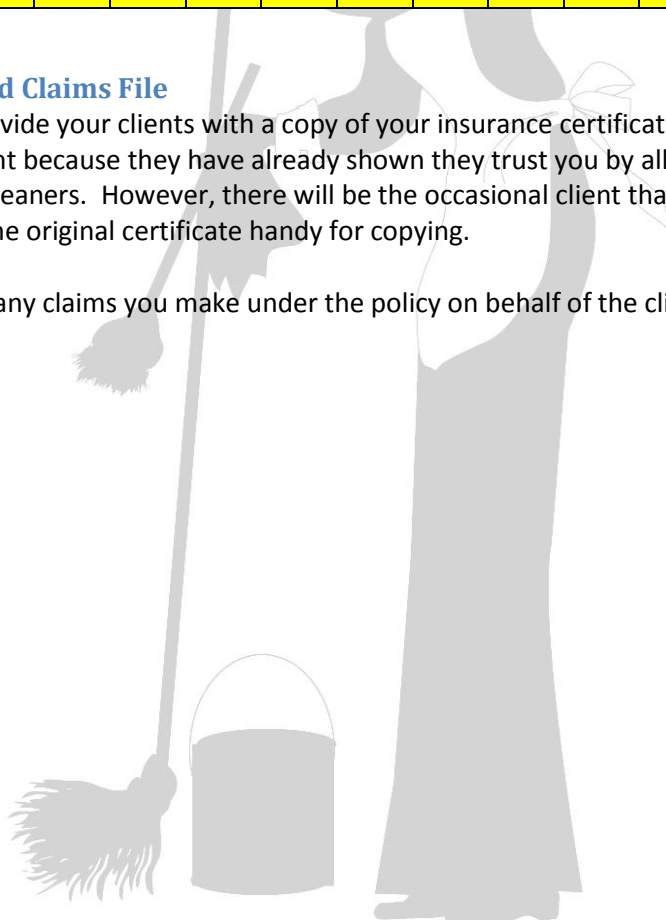 d Claims File
vide your clients with a copy of your insurance certificat
nt because they have already shown they trust you by all
eaners.  However, there will be the occasional client tha
ne original certificate handy for copying.
any claims you make under the policy on behalf of the cli